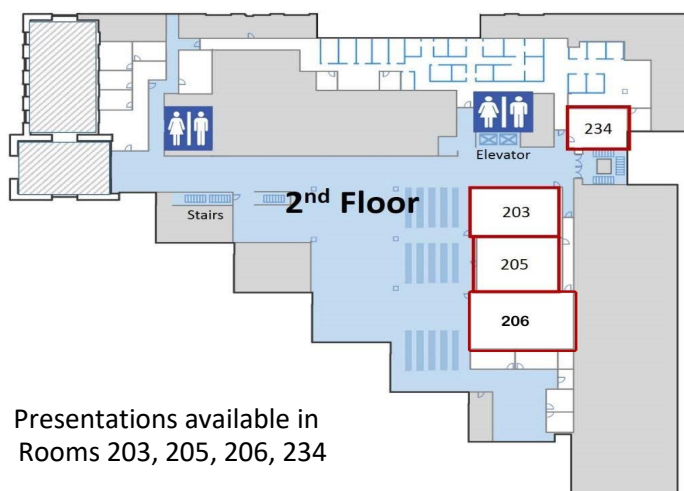 234
Elevator
2nd Floor
Stairs
203
205
206
Presentations available in
Rooms 203, 205, 206, 234